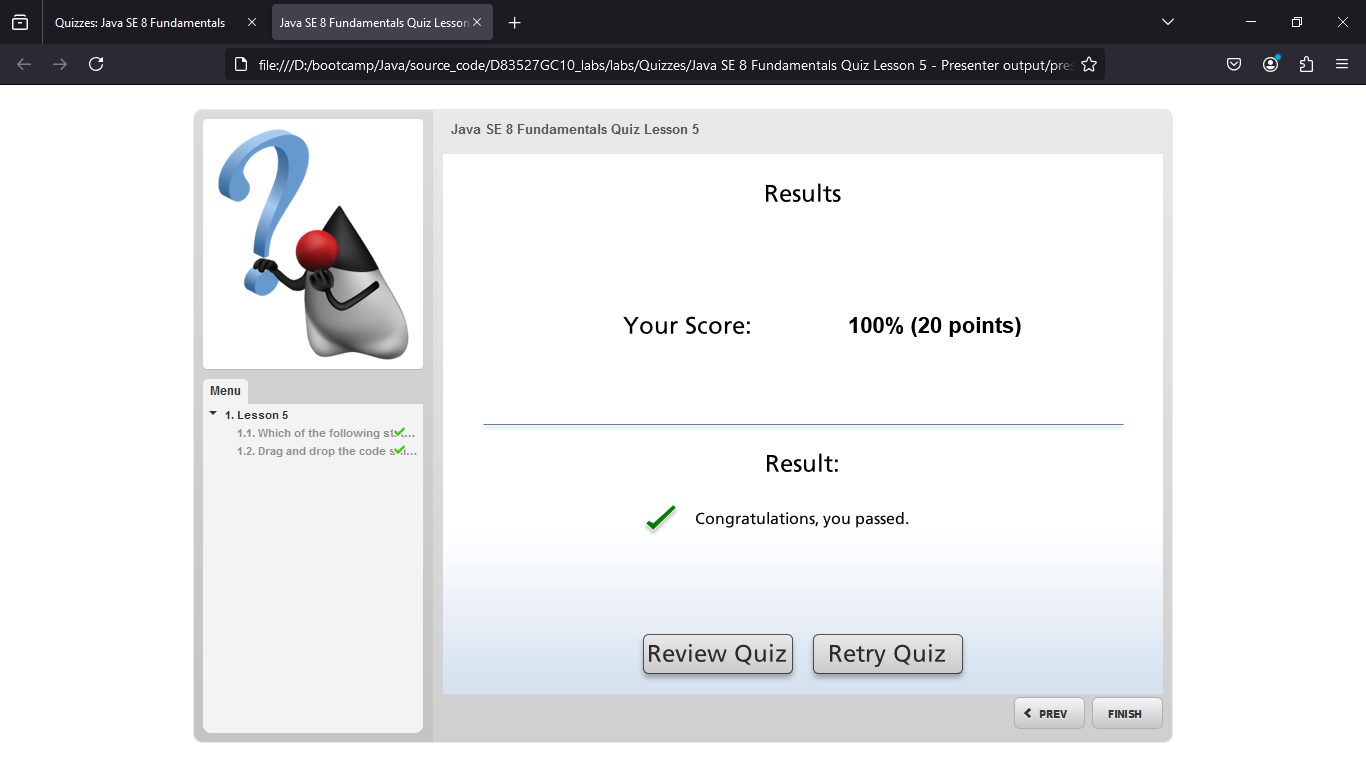 Quizzes: Java SE 8 Fundamentals
Java SE 8 Fundamentals Quiz Lesson
file:///D:/bootcamp/Java/source_code/D83527GC10_labs/labs/Quizzes/Java SE 8 Fundamentals Quiz Lesson 5 - Presenter output/pres
Java SE 8 Fundamentals Quiz Lesson 5
Results
Your Score: 100% (20 points)
Menu
1. Lesson 5
1.1. Which of the following st...
1.2. Drag and drop the code s...
Result:
Congratulations, you passed.
Review Quiz Retry Quiz
PREV FINISH